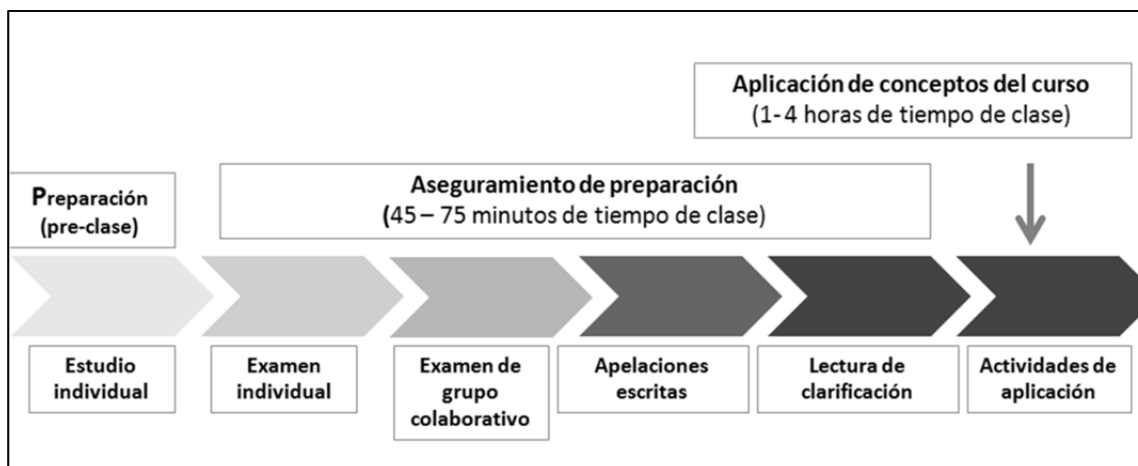 Aplicación de conceptos del curso
(1- 4 horas de tiempo de clase)
Preparación
(pre-clase)
Aseguramiento de preparación
(45 – 75 minutos de tiempo de clase)
Estudio
individual
Examen
individual
Examen de
grupo
colaborativo
Apelaciones
escritas
Lectura de
clarificación
Actividades de
aplicación